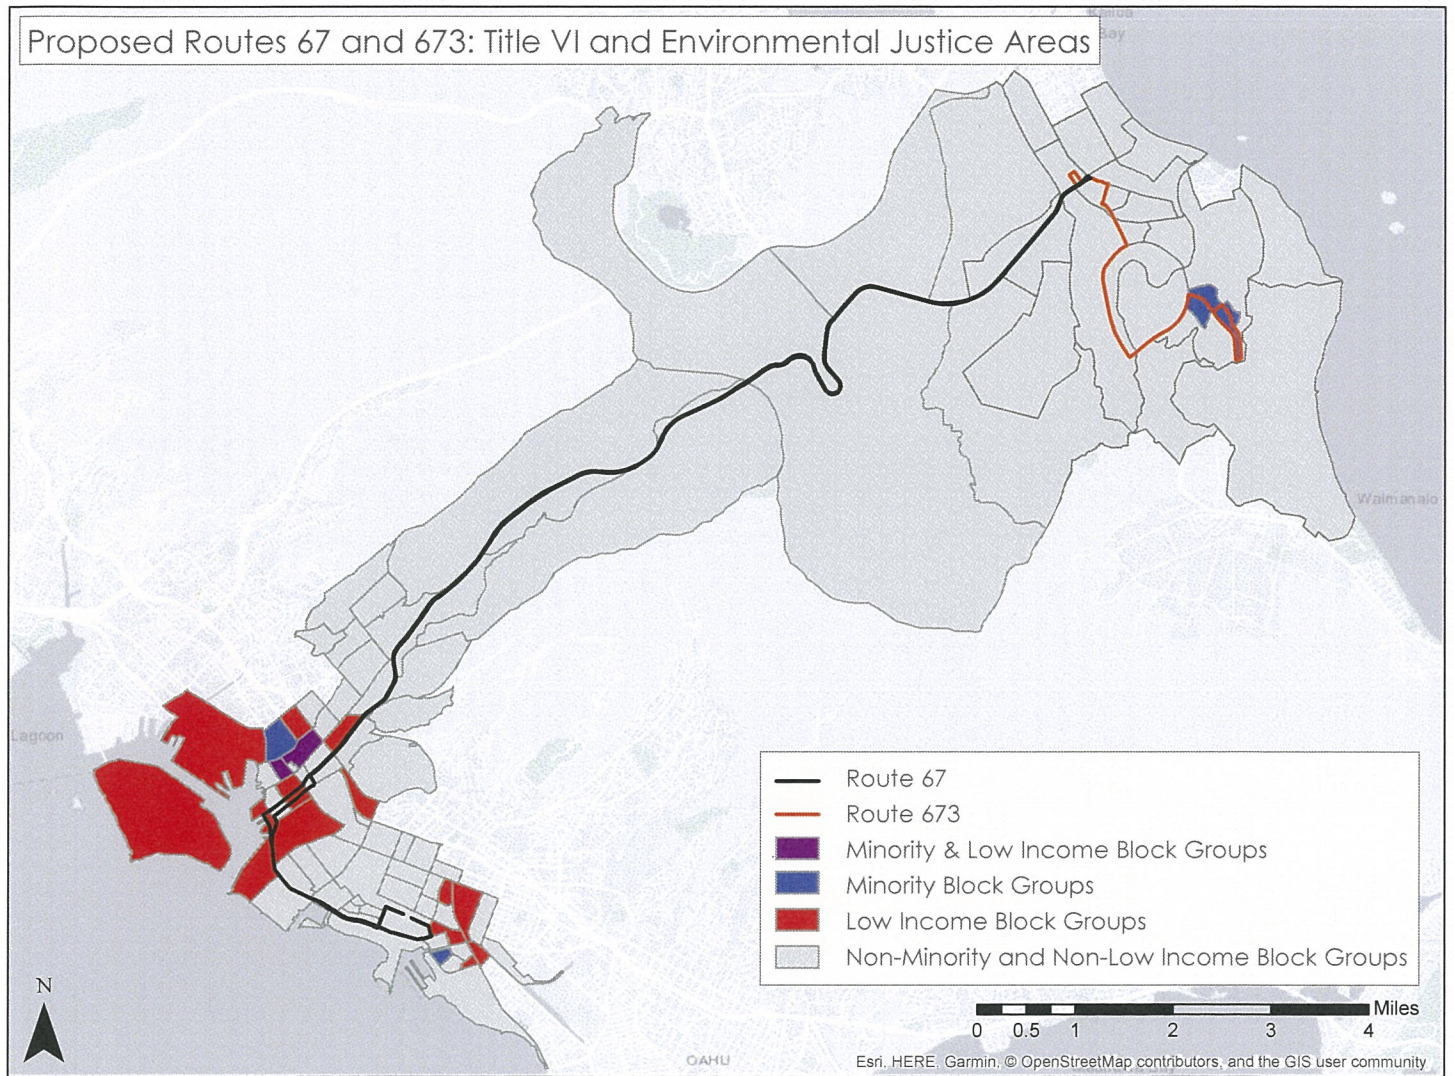 Kailua
Bay
Proposed Routes 67 and 673: Title VI and Environmental Justice Areas
Waimanalo
Lagoon
Route 67
Route 673
Minority & Low Income Block Groups
Minority Block Groups
Low Income Block Groups
Non-Minority and Non-Low Income Block Groups
N
Miles
0 0.5 1 2 3 4
OAHU
Esri, HERE, Garmin, © OpenStreetMap contributors, and the GIS user community